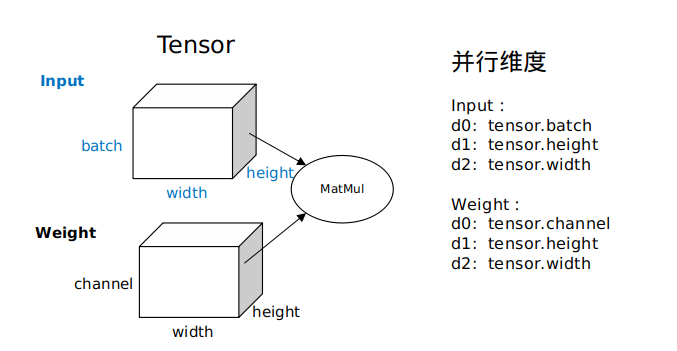 Tensor
Input
batch
height
width
MatMul
Weight
channel
height
width
并行维度
Input :
d0: tensor.batch
d1: tensor.height
d2: tensor.width
Weight :
d0: tensor.channel
d1: tensor.height
d2: tensor.width